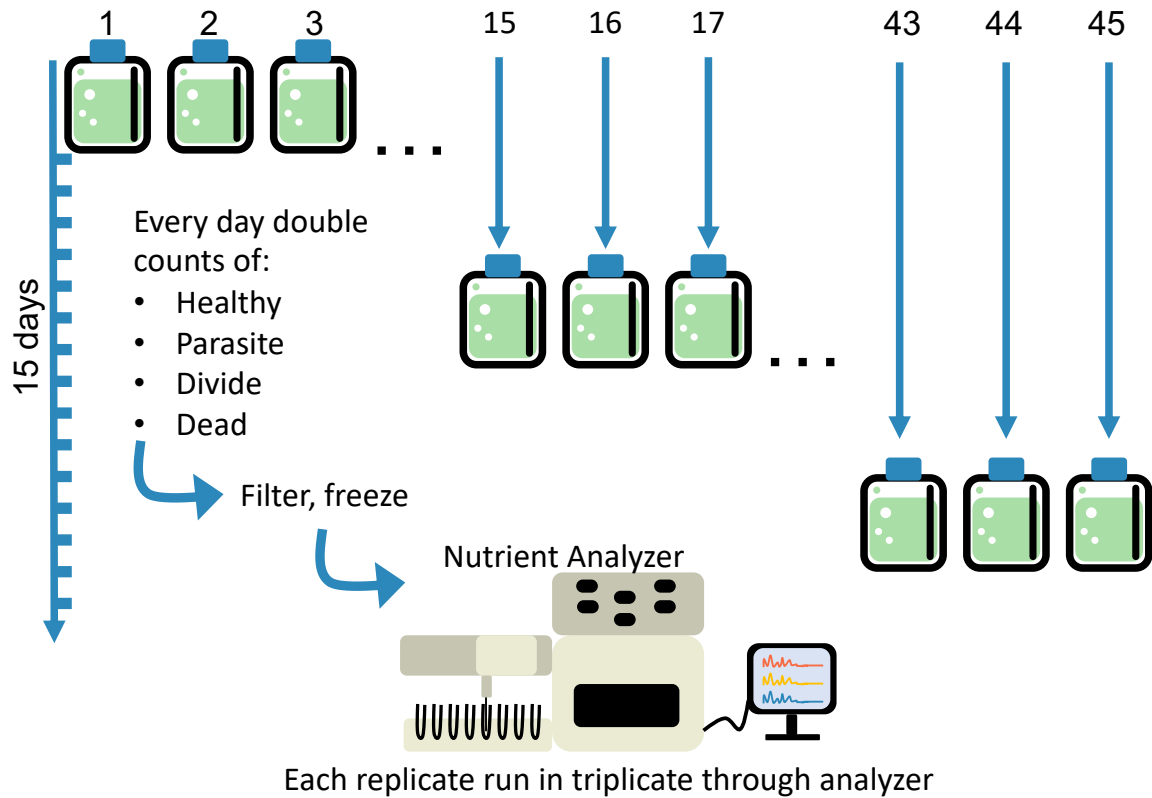 1 2 3 15 16 17 43 44 45
...
Every day double
counts of:
• Healthy
• Parasite
• Divide
• Dead
15 days
...
Filter, freeze
Nutrient Analyzer
Each replicate run in triplicate through analyzer